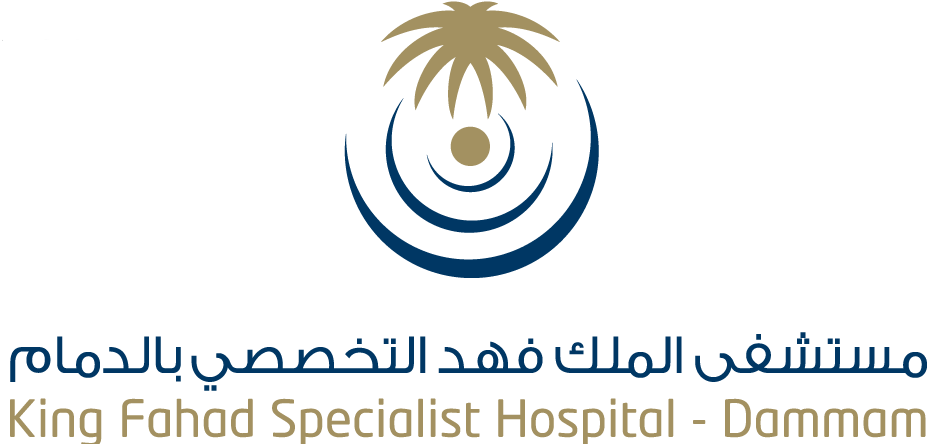 مستشفى الملك فهد التخصصي بالدمام
King Fahad Specialist Hospital - Dammam